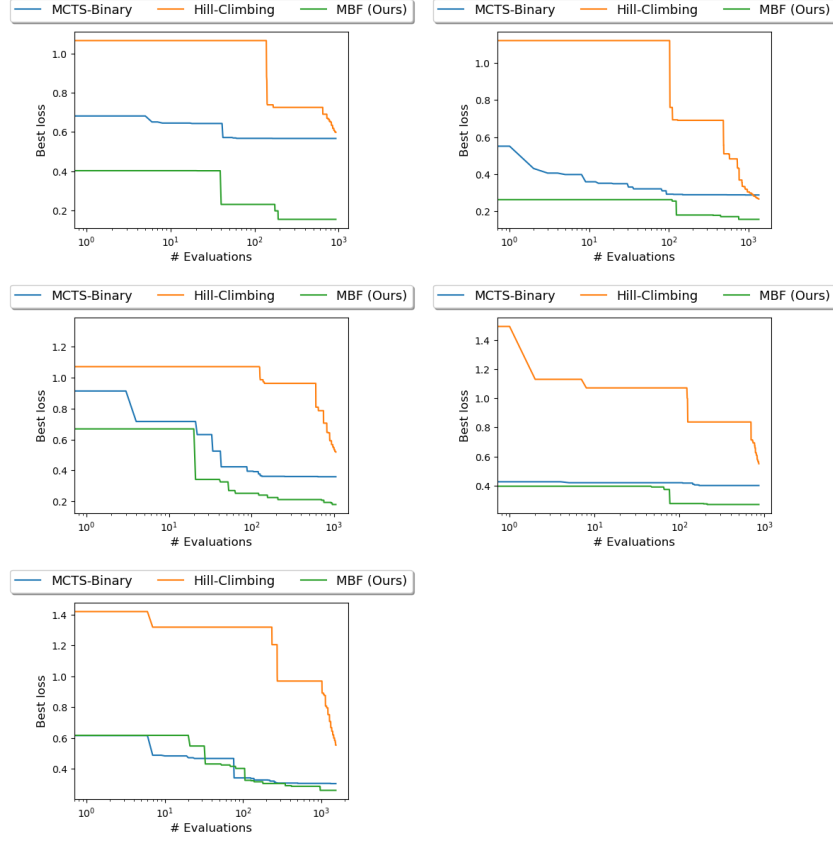 MCTS-Binary Hill-Climbing MBF (Ours)
1.0
0.8
0.6
0.4
0.2
Best loss
10^0 10^1 10^2 10^3
# Evaluations
MCTS-Binary Hill-Climbing MBF (Ours)
1.0
0.8
0.6
0.4
0.2
Best loss
10^0 10^1 10^2 10^3
# Evaluations
MCTS-Binary Hill-Climbing MBF (Ours)
1.2
1.0
0.8
0.6
0.4
0.2
Best loss
10^0 10^1 10^2 10^3
# Evaluations
MCTS-Binary Hill-Climbing MBF (Ours)
1.4
1.2
1.0
0.8
0.6
0.4
Best loss
10^0 10^1 10^2 10^3
# Evaluations
MCTS-Binary Hill-Climbing MBF (Ours)
1.4
1.2
1.0
0.8
0.6
0.4
Best loss
10^0 10^1 10^2 10^3
# Evaluations